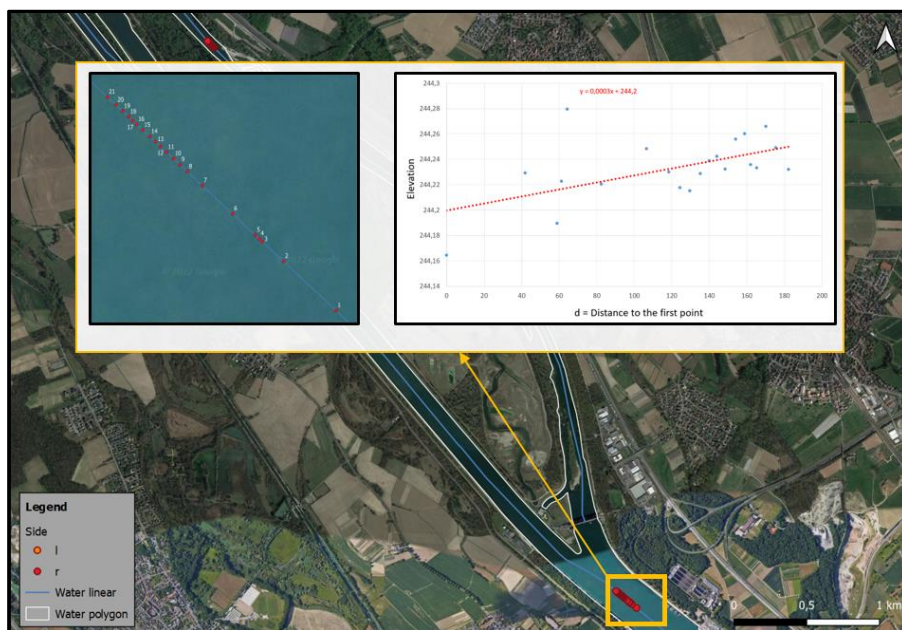 21
20
19
18
16
17
15
14
13
12
11
10
9
8
7
6
5
4
3
2
1
244,3
244,28
244,26
244,24
244,22
244,2
244,18
244,16
244,14
Elevation
y = 0,0003x + 244,2
0 20 40 60 80 100 120 140 160 180 200
d = Distance to the first point
Legend
Side
l
r
Water linear
Water polygon
0 0,5 1 km